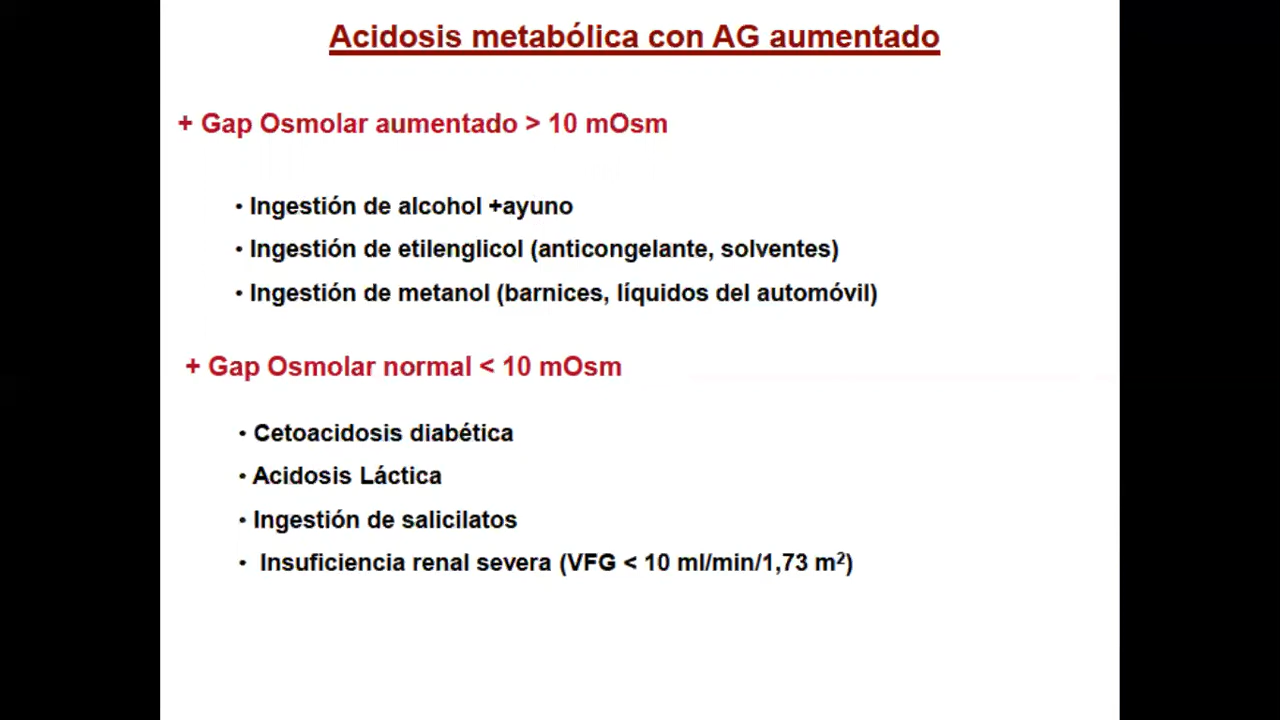 Acidosis metabólica con AG aumentado
+ Gap Osmolar aumentado > 10 mOsm
• Ingestión de alcohol +ayuno
• Ingestión de etilenglicol (anticongelante, solventes)
• Ingestión de metanol (barnices, líquidos del automóvil)
+ Gap Osmolar normal < 10 mOsm
• Cetoacidosis diabética
• Acidosis Láctica
• Ingestión de salicilatos
• Insuficiencia renal severa (VFG < 10 ml/min/1,73 m²)